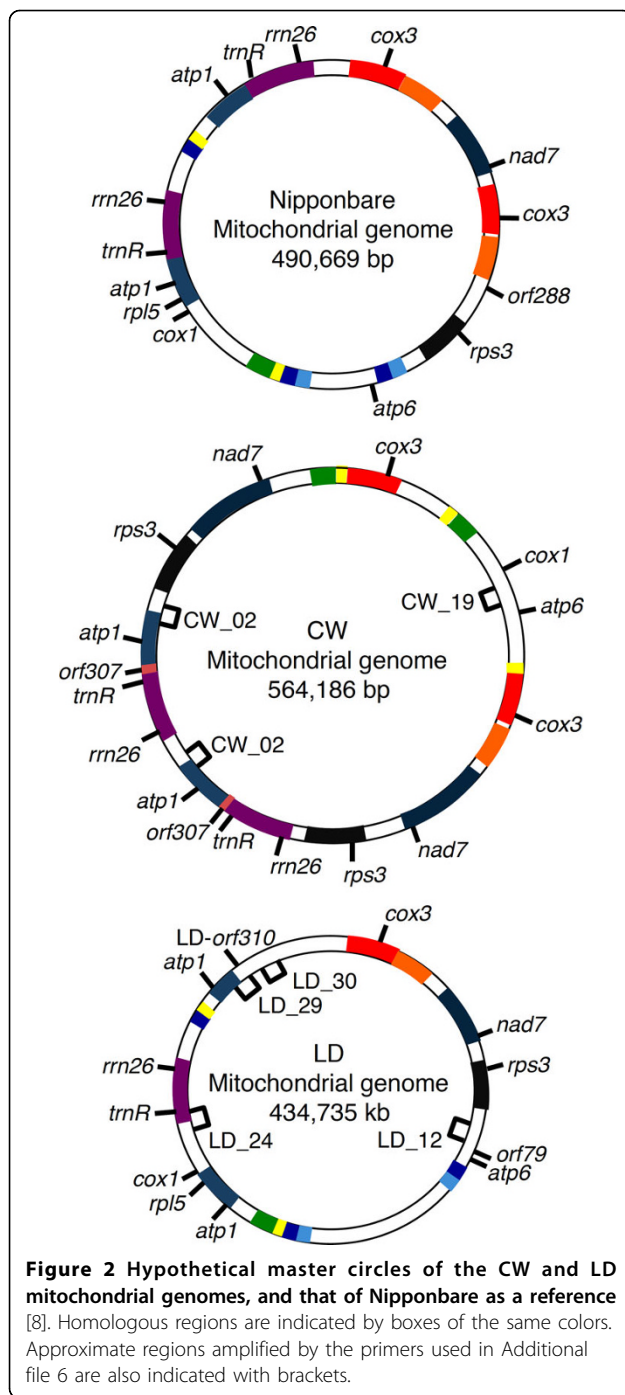 rrn26
trnR
atp1
cox3
nad7
cox3
orf288
rps3
atp6
rrn26
trnR
atp1
rpl5
cox1
Nipponbare
Mitochondrial genome
490,669 bp
nad7
cox3
rps3
cox1
CW_19
atp6
CW_02
atp1
orf307
trnR
CW
Mitochondrial genome
564,186 bp
cox3
rrn26
CW_02
atp1
orf307
trnR
rrn26
rps3
nad7
cox3
LD-orf310
atp1
LD_30
LD_29
nad7
rrn26
LD
Mitochondrial genome
434,735 kb
rps3
trnR
LD_24
LD_12
orf79
atp6
cox1
rpl5
atp1
Figure 2 Hypothetical master circles of the CW and LD
mitochondrial genomes, and that of Nipponbare as a reference
[8]. Homologous regions are indicated by boxes of the same colors.
Approximate regions amplified by the primers used in Additional
file 6 are also indicated with brackets.